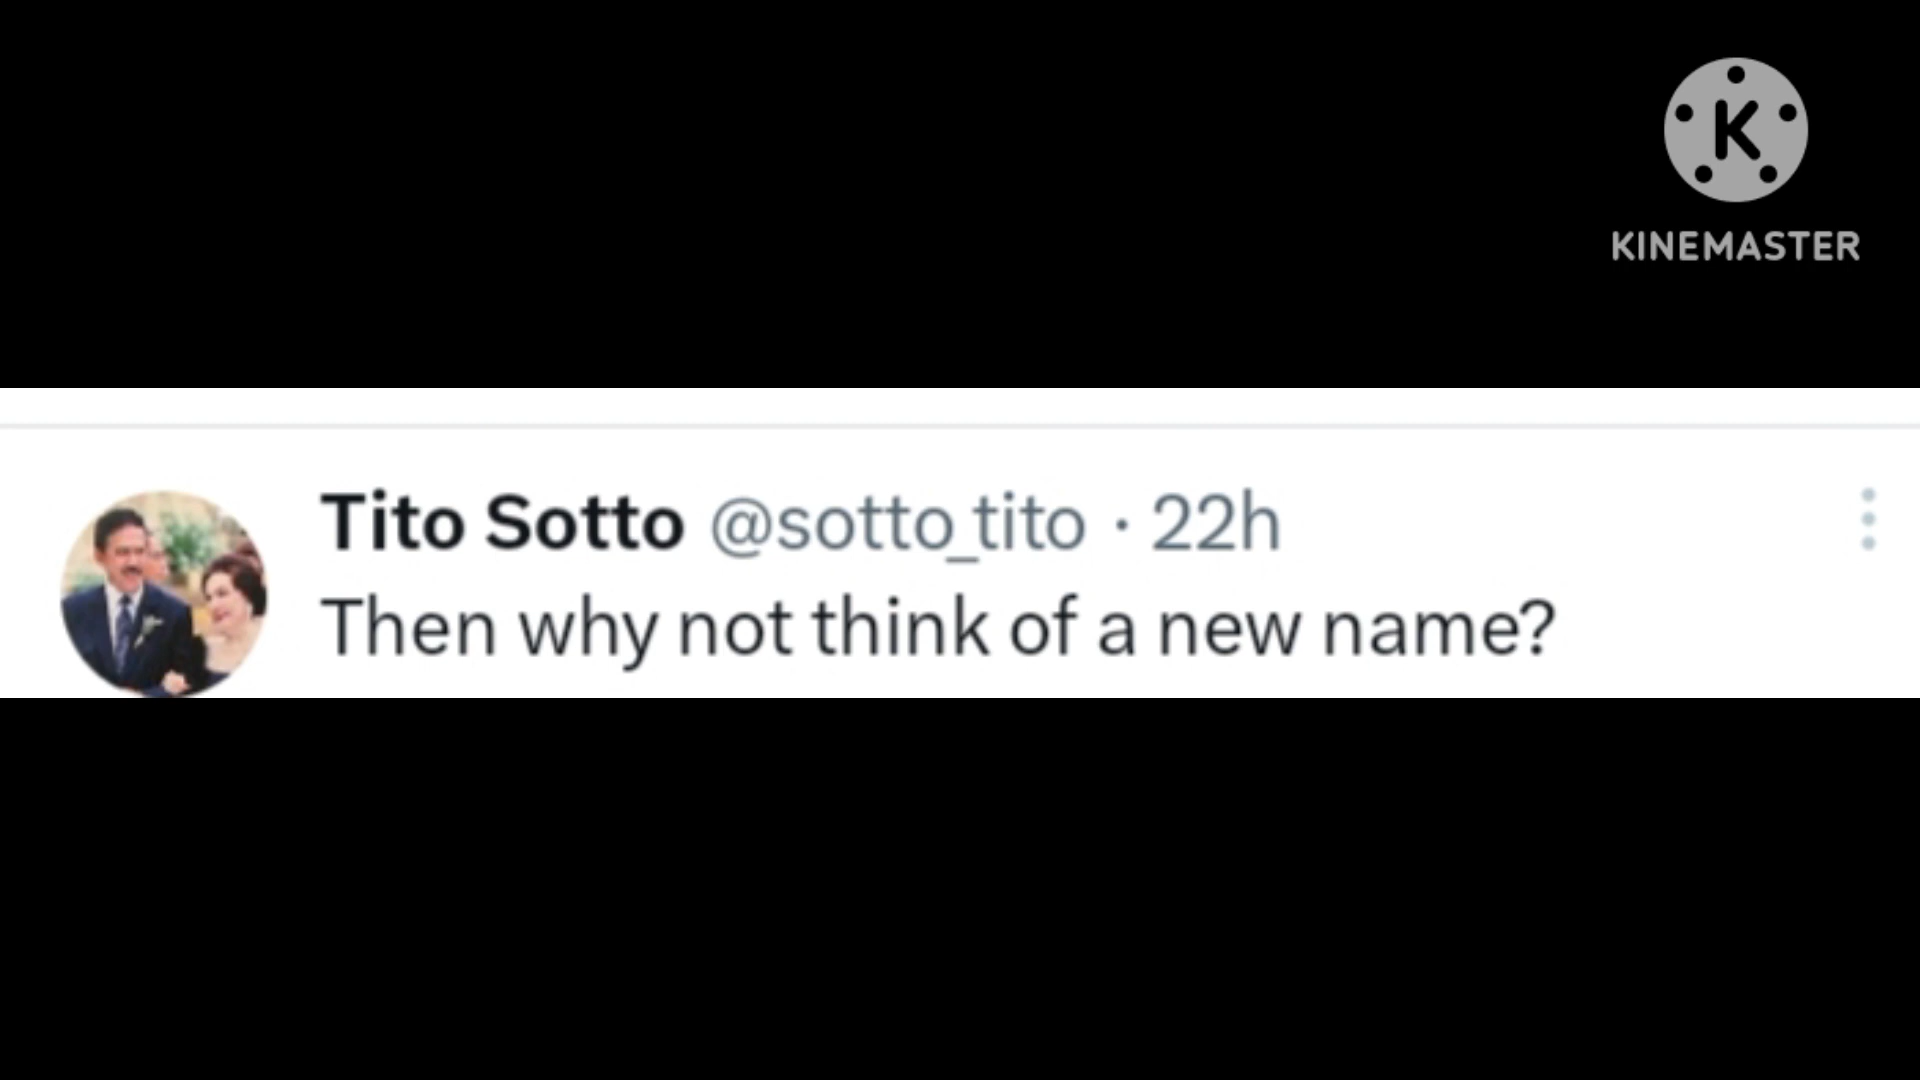 K
KINEMASTER
Tito Sotto @sotto_tito · 22h
Then why not think of a new name?